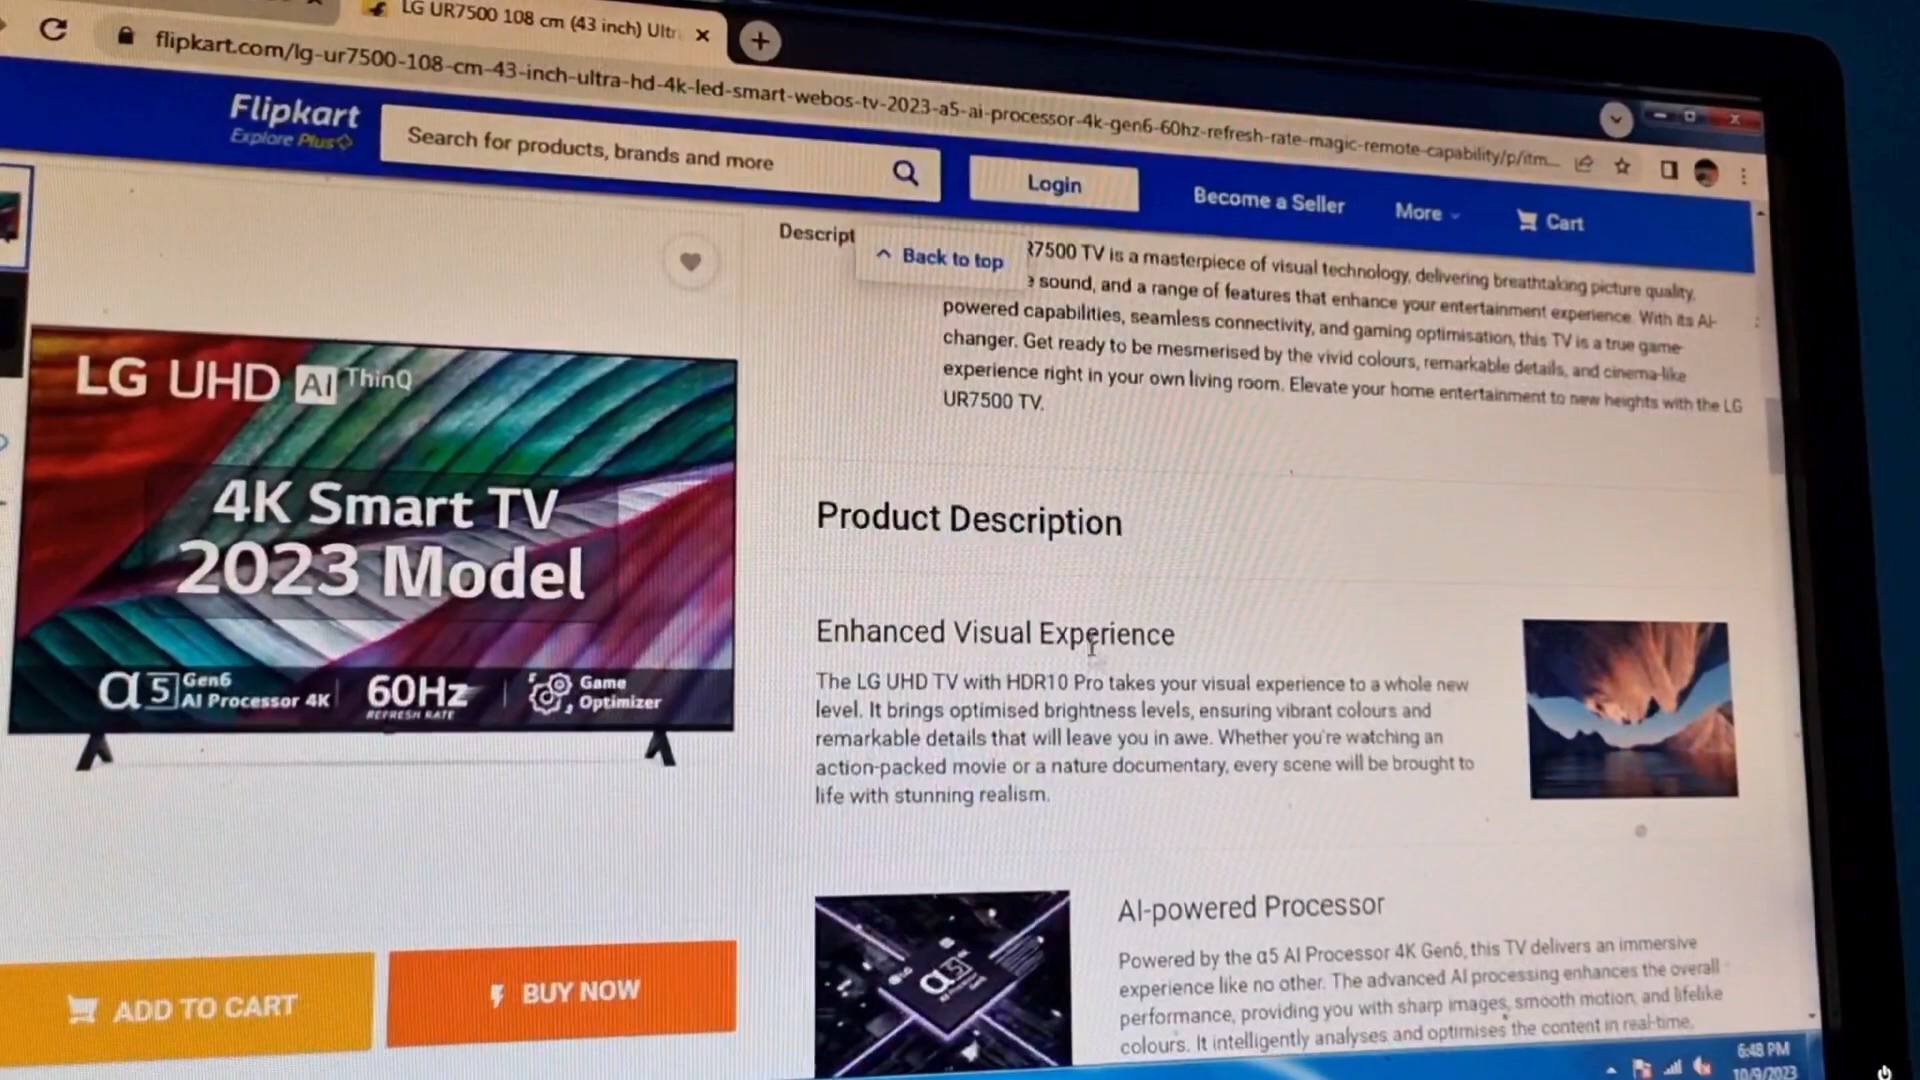 LG UR7500 108 cm (43 inch) Ultr
flipkart.com/lg-ur7500-108-cm-43-inch-ultra-hd-4k-led-smart-webos-tv-2023-a5-ai-processor-4k-gen6-60hz-refresh-rate-magic-remote-capability/p/itm...
Flipkart
Explore Plus
Search for products, brands and more
Login
Become a Seller
More
Cart
Descript
Back to top
R7500 TV is a masterpiece of visual technology, delivering breathtaking picture quality,
e sound, and a range of features that enhance your entertainment experience. With its AI-
powered capabilities, seamless connectivity, and gaming optimisation, this TV is a true game-
changer. Get ready to be mesmerised by the vivid colours, remarkable details, and cinema-like
experience right in your own living room. Elevate your home entertainment to new heights with the LG
UR7500 TV.
LG UHD AI ThinQ
4K Smart TV
2023 Model
α5 Gen6
AI Processor 4K
60Hz
REFRESH RATE
Game
Optimizer
Product Description
Enhanced Visual Experience
The LG UHD TV with HDR10 Pro takes your visual experience to a whole new
level. It brings optimised brightness levels, ensuring vibrant colours and
remarkable details that will leave you in awe. Whether you're watching an
action-packed movie or a nature documentary, every scene will be brought to
life with stunning realism.
AI-powered Processor
Powered by the α5 AI Processor 4K Gen6, this TV delivers an immersive
experience like no other. The advanced AI processing enhances the overall
performance, providing you with sharp images, smooth motion, and lifelike
colours. It intelligently analyses and optimises the content in real-time,
α5
ADD TO CART
BUY NOW
6:48 PM
10/9/2023